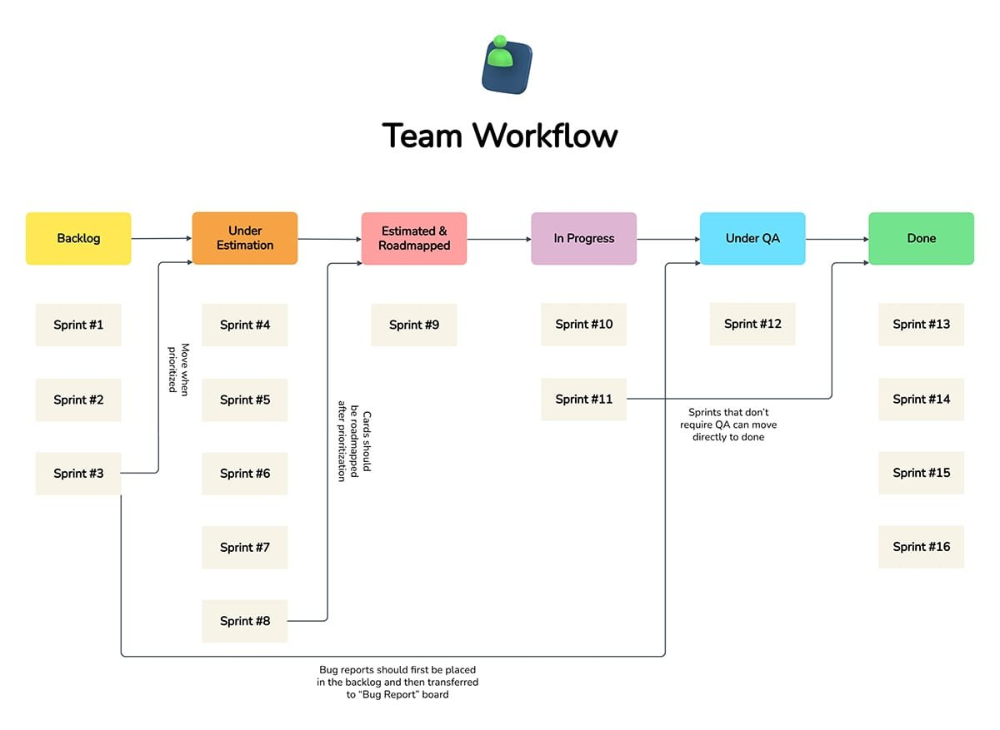 Team Workflow
Backlog
Under
Estimation
Estimated &
Roadmapped
In Progress
Under QA
Done
Sprint #1
Sprint #2
Sprint #3
Move when
prioritized
Sprint #4
Sprint #5
Sprint #6
Sprint #7
Sprint #8
Cards should
be roadmapped
after prioritization
Sprint #9
Sprint #10
Sprint #11
Sprint #12
Sprints that don't
require QA can move
directly to done
Sprint #13
Sprint #14
Sprint #15
Sprint #16
Bug reports should first be placed
in the backlog and then transferred
to “Bug Report” board